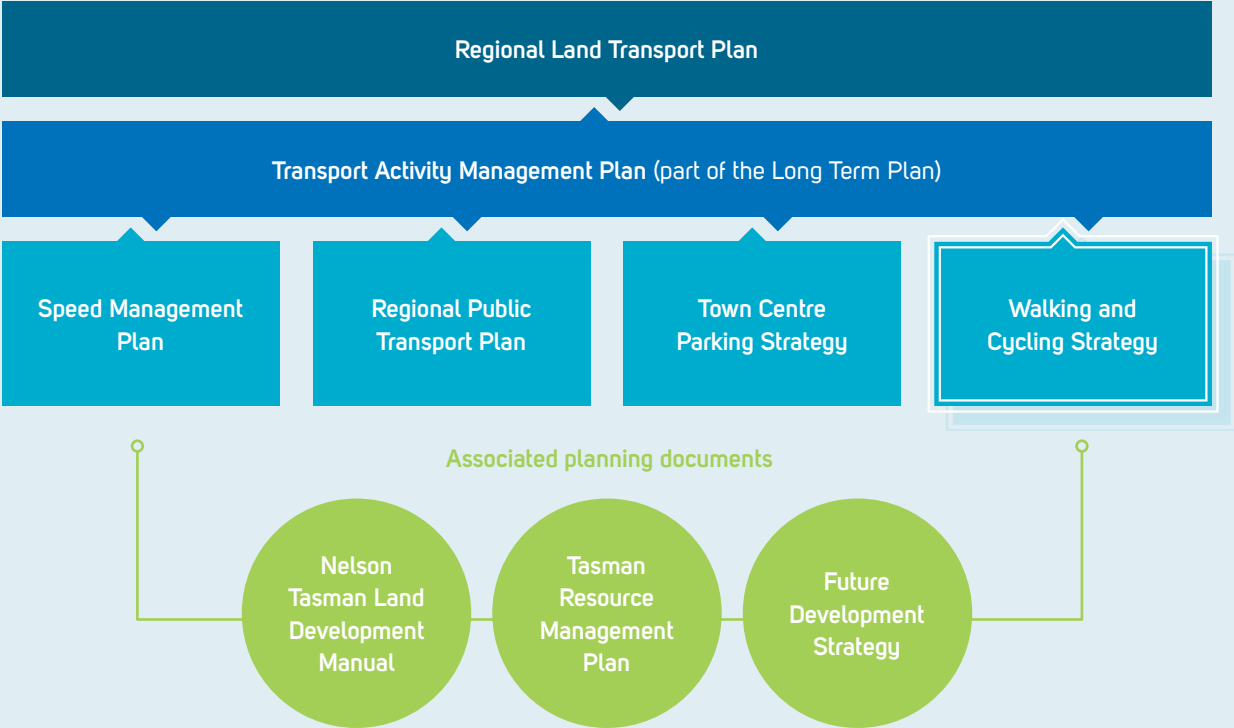 Regional Land Transport Plan
Transport Activity Management Plan (part of the Long Term Plan)
Speed Management
Plan
Regional Public
Transport Plan
Town Centre
Parking Strategy
Walking and
Cycling Strategy
Associated planning documents
Nelson
Tasman Land
Development
Manual
Tasman
Resource
Management
Plan
Future
Development
Strategy